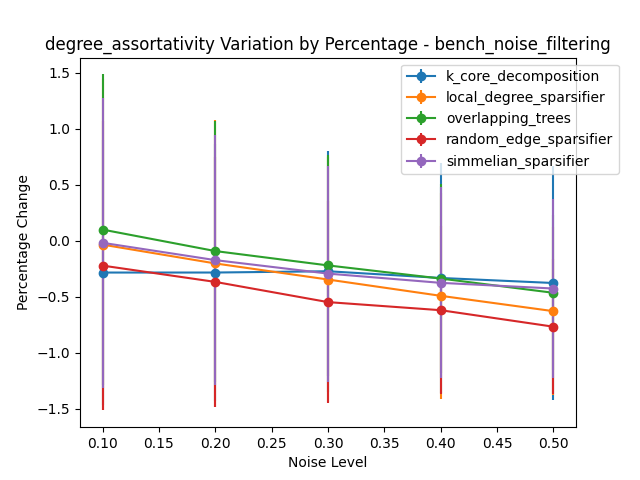 degree_assortativity Variation by Percentage - bench_noise_filtering
k_core_decomposition
local_degree_sparsifier
overlapping_trees
random_edge_sparsifier
simmelian_sparsifier
Percentage Change
1.5
1.0
0.5
0.0
−0.5
−1.0
−1.5
0.10 0.15 0.20 0.25 0.30 0.35 0.40 0.45 0.50
Noise Level